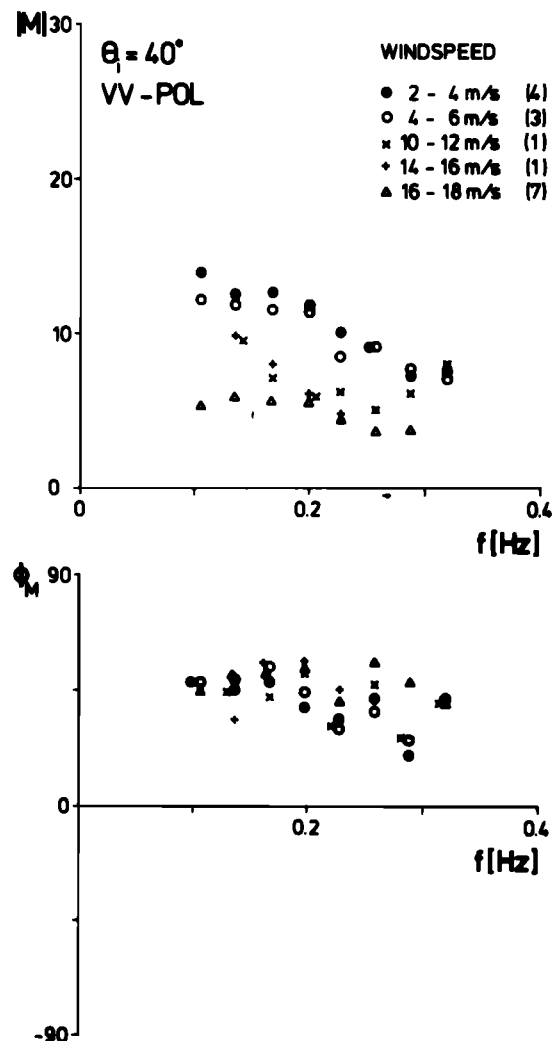 |M|
30
20
10
0
0
0.2
0.4
f[Hz]
Θi = 40°
VV-POL
WINDSPEED
● 2 - 4 m/s (4)
○ 4 - 6 m/s (3)
× 10 - 12 m/s (1)
+ 14 - 16 m/s (1)
△ 16 - 18 m/s (7)
ΦM
90
0
-90
0.2
0.4
f[Hz]